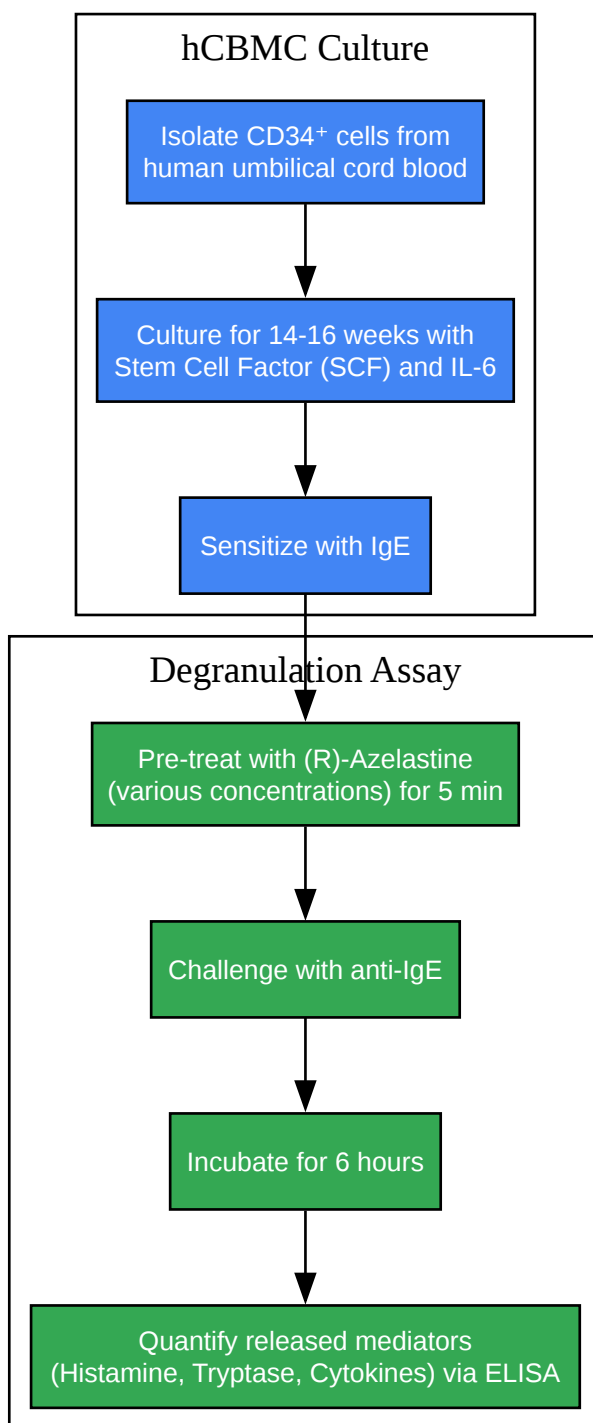 hCBMC Culture
Isolate CD34⁺ cells from
human umbilical cord blood
Culture for 14-16 weeks with
Stem Cell Factor (SCF) and IL-6
Sensitize with IgE
Degranulation Assay
Pre-treat with (R)-Azelastine
(various concentrations) for 5 min
Challenge with anti-IgE
Incubate for 6 hours
Quantify released mediators
(Histamine, Tryptase, Cytokines) via ELISA